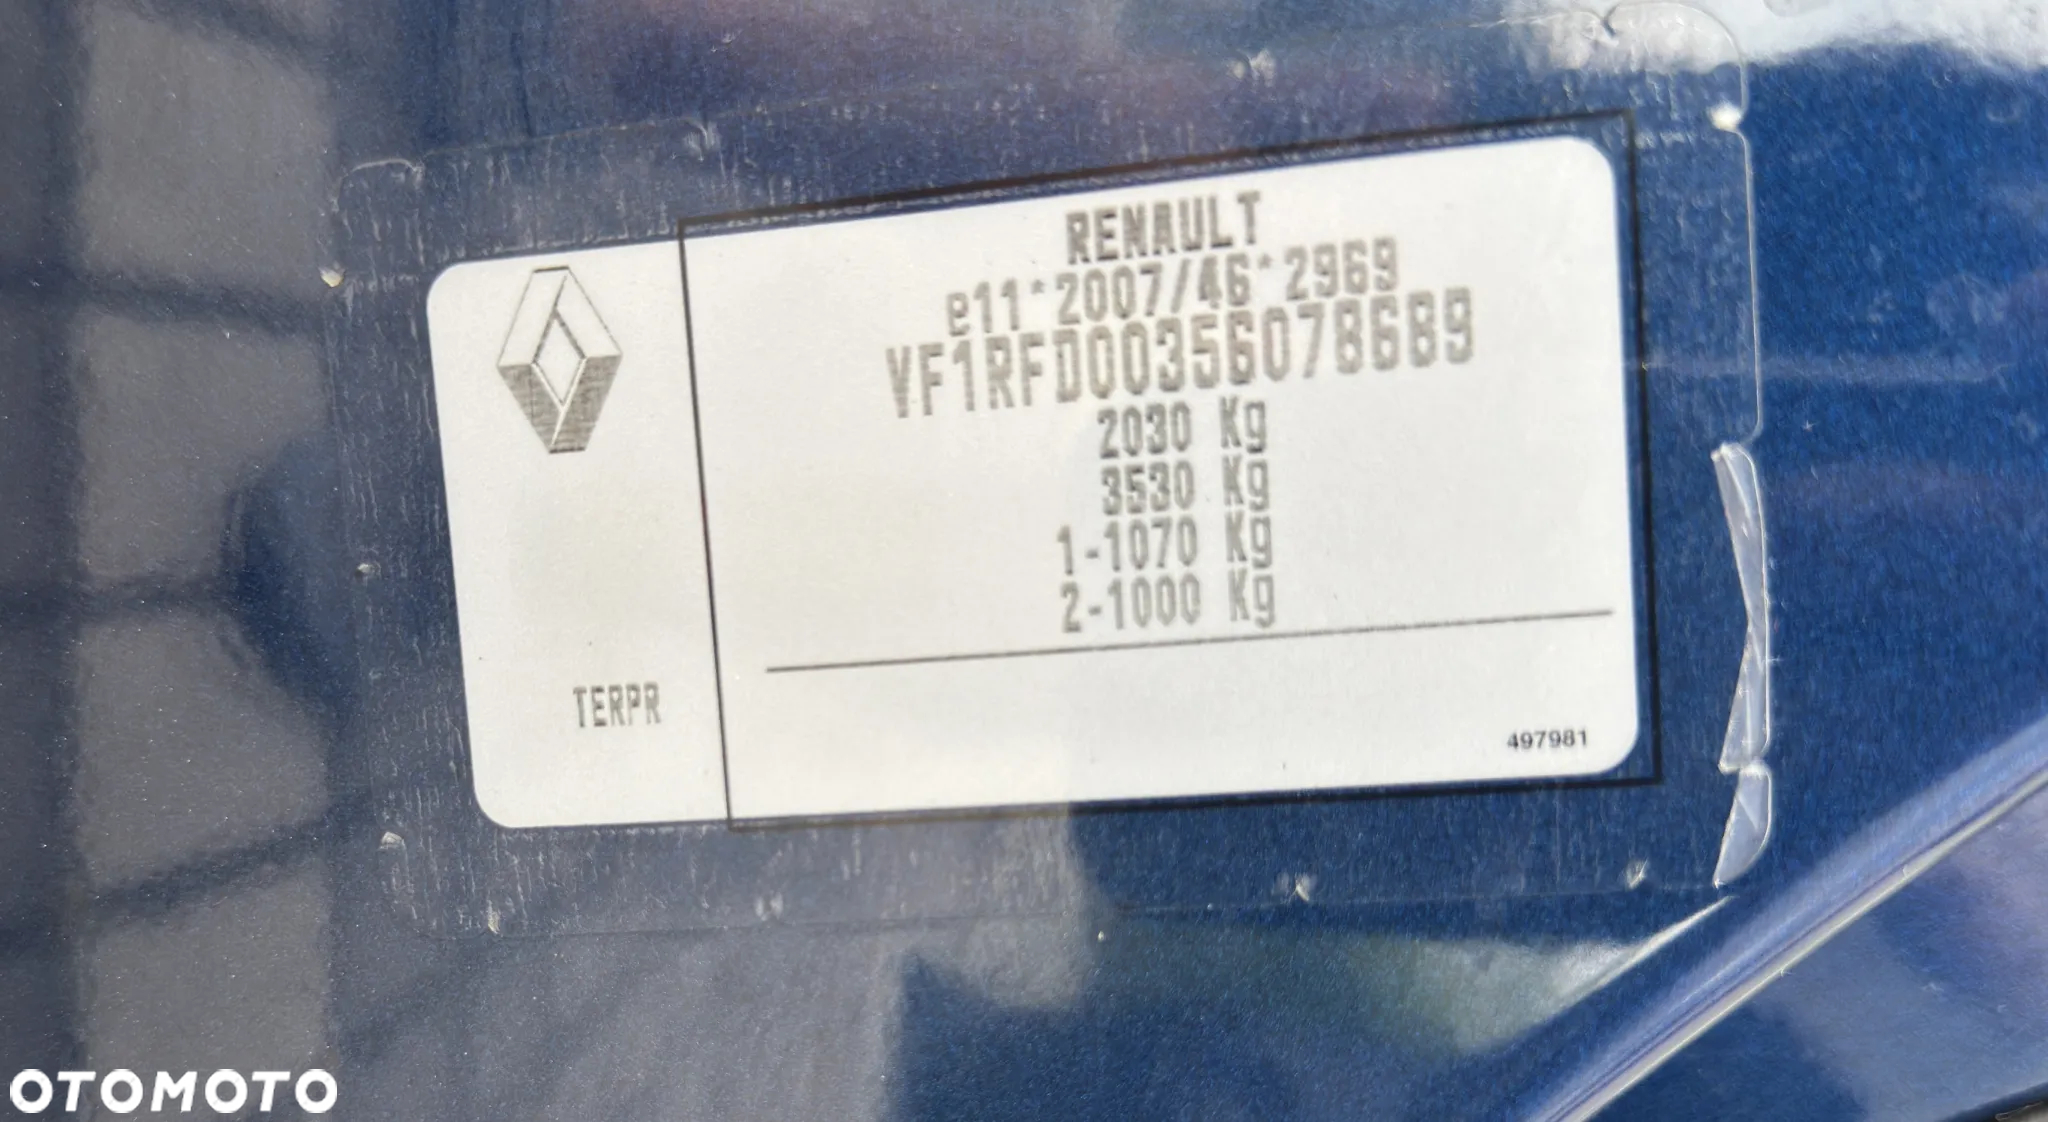 RENAULT
e11*2007/46*2969
VF1RFD00356078689
2030 Kg
3530 Kg
1-1070 Kg
2-1000 Kg
TERPR
497981
OTOMOTO